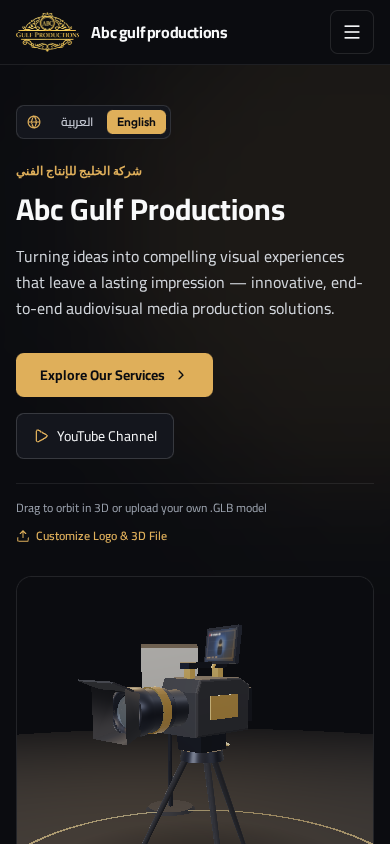 ABC
GULF PRODUCTIONS
Abc gulf productions
العربية
English
شركة الخليج للإنتاج الفني
Abc Gulf Productions
Turning ideas into compelling visual experiences
that leave a lasting impression — innovative, end-
to-end audiovisual media production solutions.
Explore Our Services
YouTube Channel
Drag to orbit in 3D or upload your own .GLB model
Customize Logo & 3D File